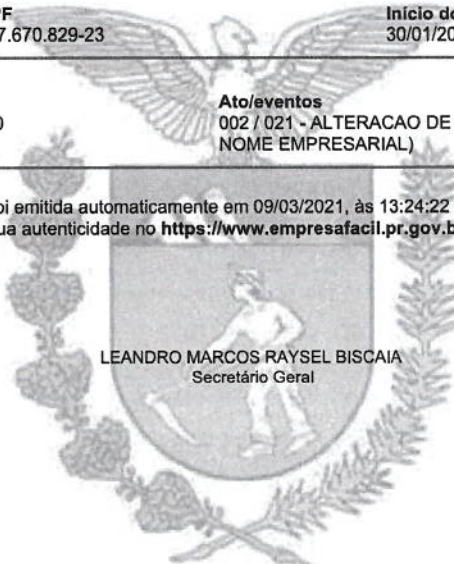 Início do
7.670.829-23
30/01/20
Ato/eventos
002 / 021 - ALTERACAO DE
NOME EMPRESARIAL)
emitida automaticamente em 09/03/2021, às 13:24:22
autenticidade no https://www.empresafacil.pr.gov.b
LEANDRO MARCOS RAYSEL BISCAIA
Secretário Geral